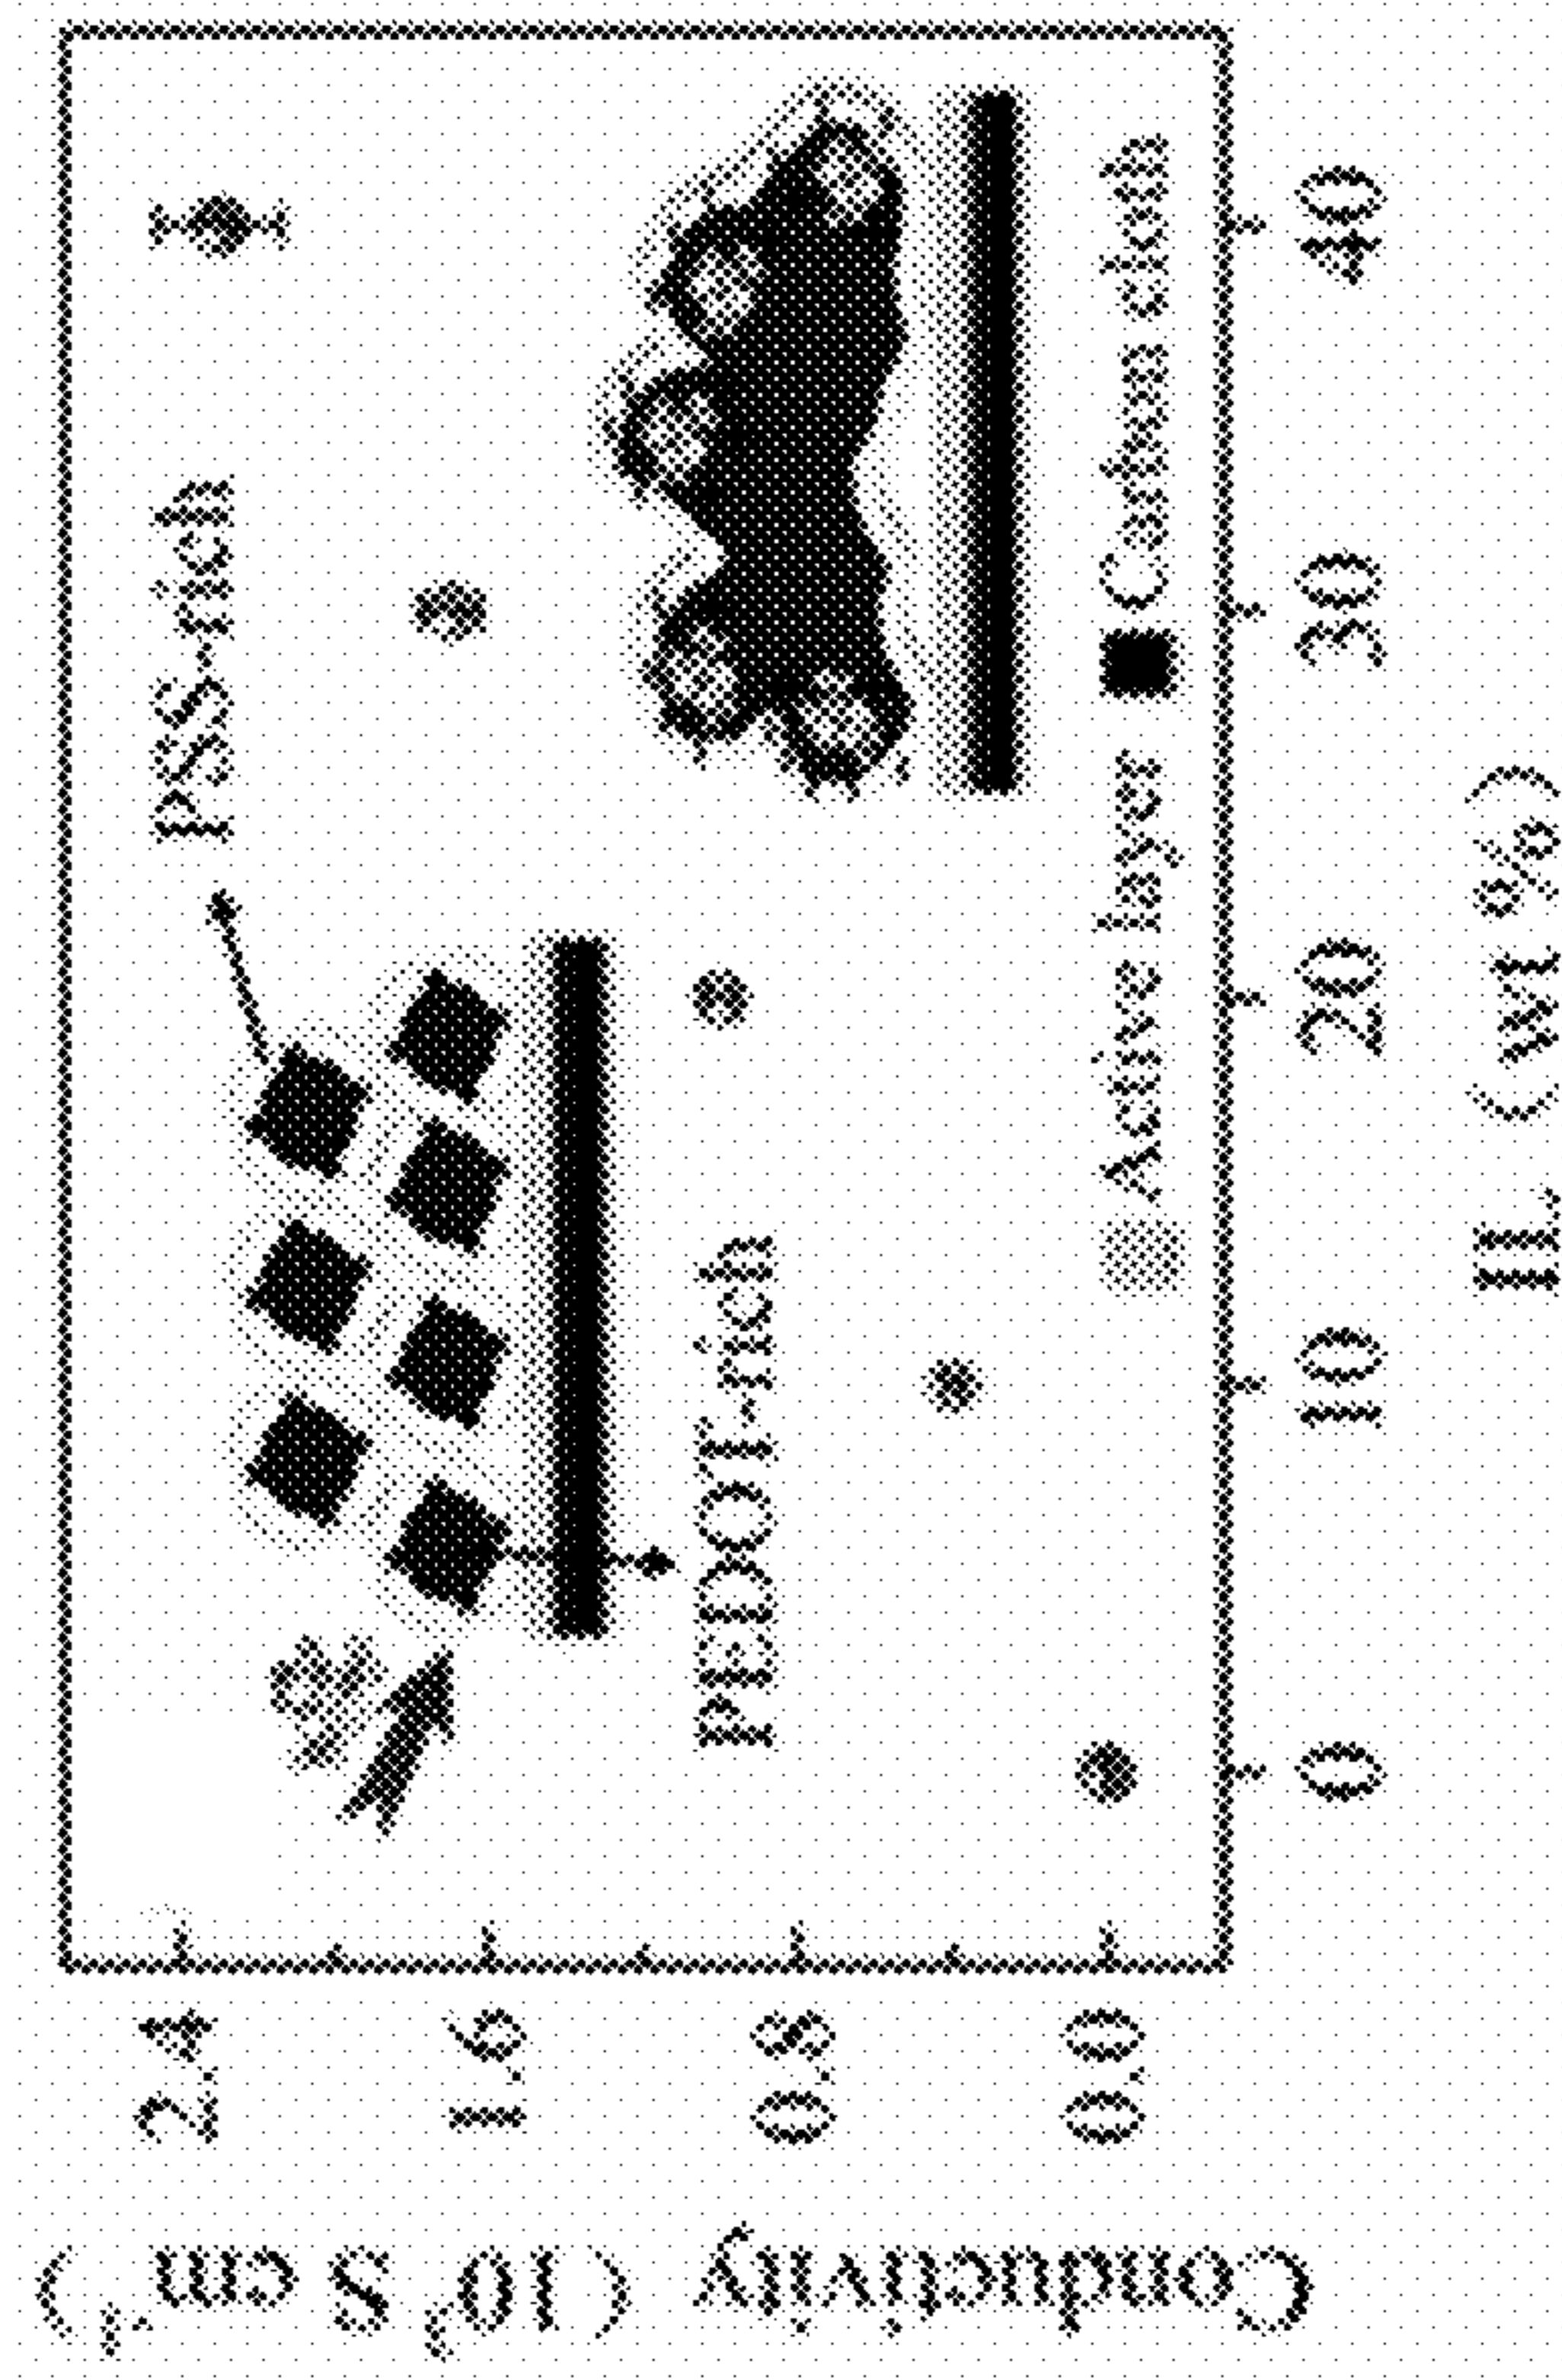 Conductivity (10 S cm⁻¹)
2.4
1.6
0.8
0.0
PSS-rich
PEDOT-rich
Active layer Carbon cloth
0 10 20 30 40
IL (wt %)